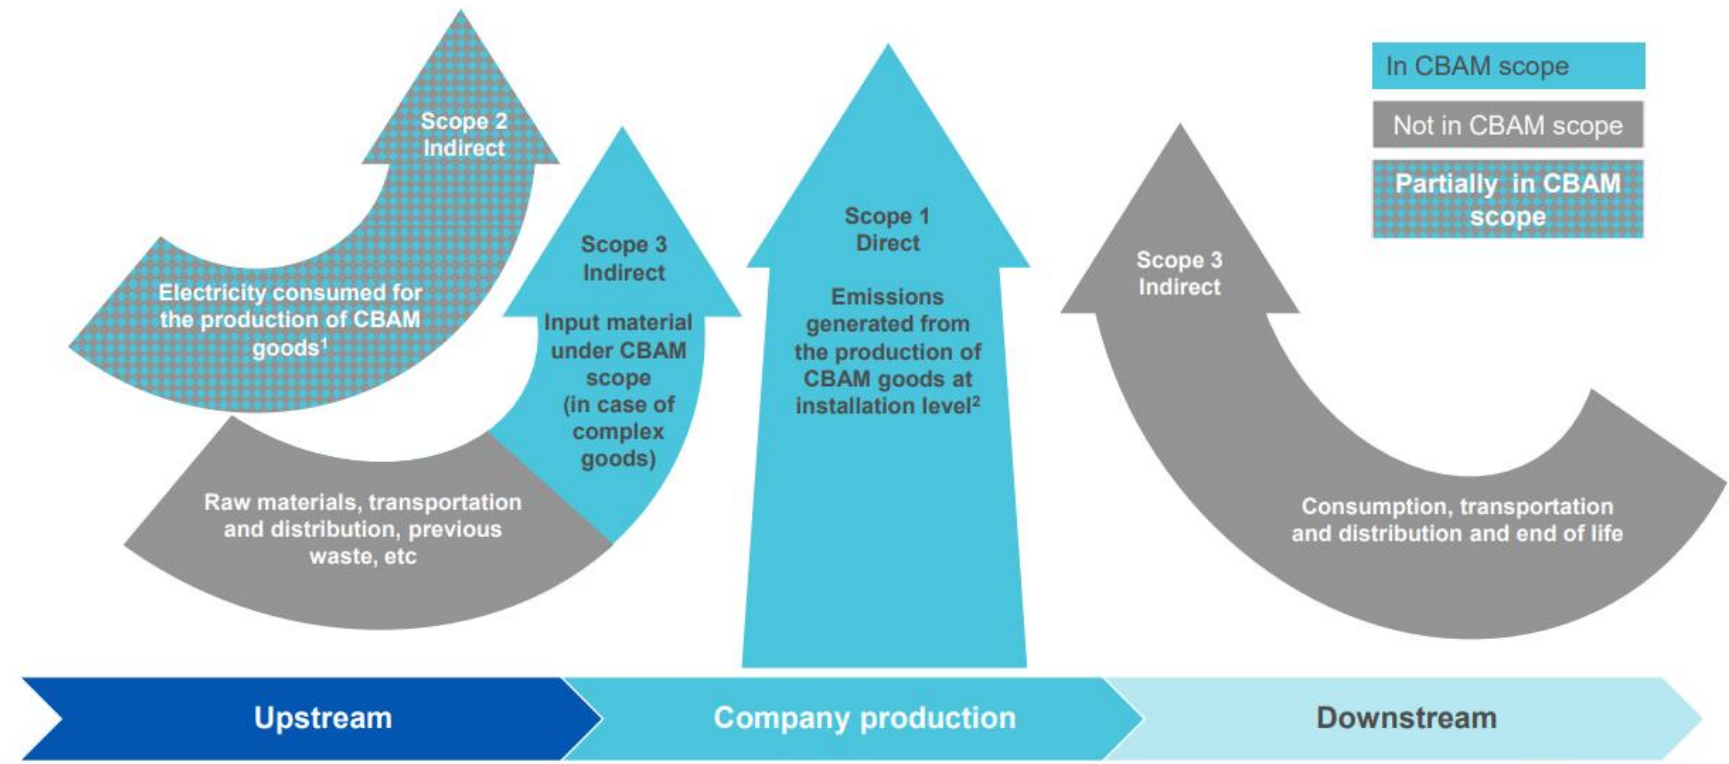 Scope 2
Indirect
Electricity consumed for
the production of CBAM
goods¹
Scope 3
Indirect
Input material
under CBAM
scope
(in case of
complex
goods)
Raw materials, transportation
and distribution, previous
waste, etc
Scope 1
Direct
Emissions
generated from
the production of
CBAM goods at
installation level²
Scope 3
Indirect
Consumption, transportation
and distribution and end of life
In CBAM scope
Not in CBAM scope
Partially in CBAM
scope
Upstream
Company production
Downstream